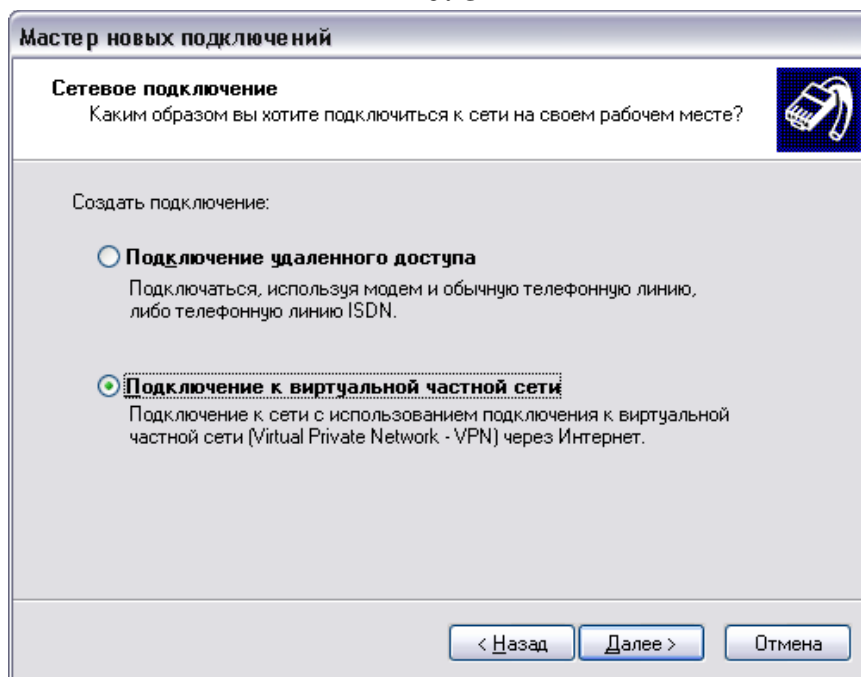 Мастер новых подключений
Сетевое подключение
Каким образом вы хотите подключиться к сети на своем рабочем месте?
Создать подключение:
Подключение удаленного доступа
Подключаться, используя модем и обычную телефонную линию,
либо телефонную линию ISDN.
Подключение к виртуальной частной сети
Подключение к сети с использованием подключения к виртуальной
частной сети (Virtual Private Network - VPN) через Интернет.
< Назад Далее > Отмена